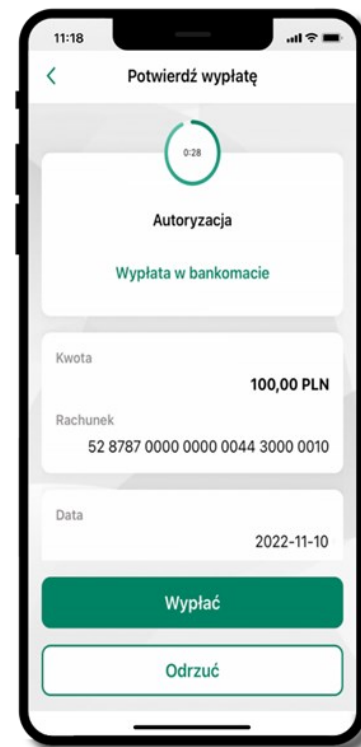 11:18
Potwierdź wypłatę
0:28
Autoryzacja
Wypłata w bankomacie
Kwota
100,00 PLN
Rachunek
52 8787 0000 0000 0044 3000 0010
Data
2022-11-10
Wypłać
Odrzuć